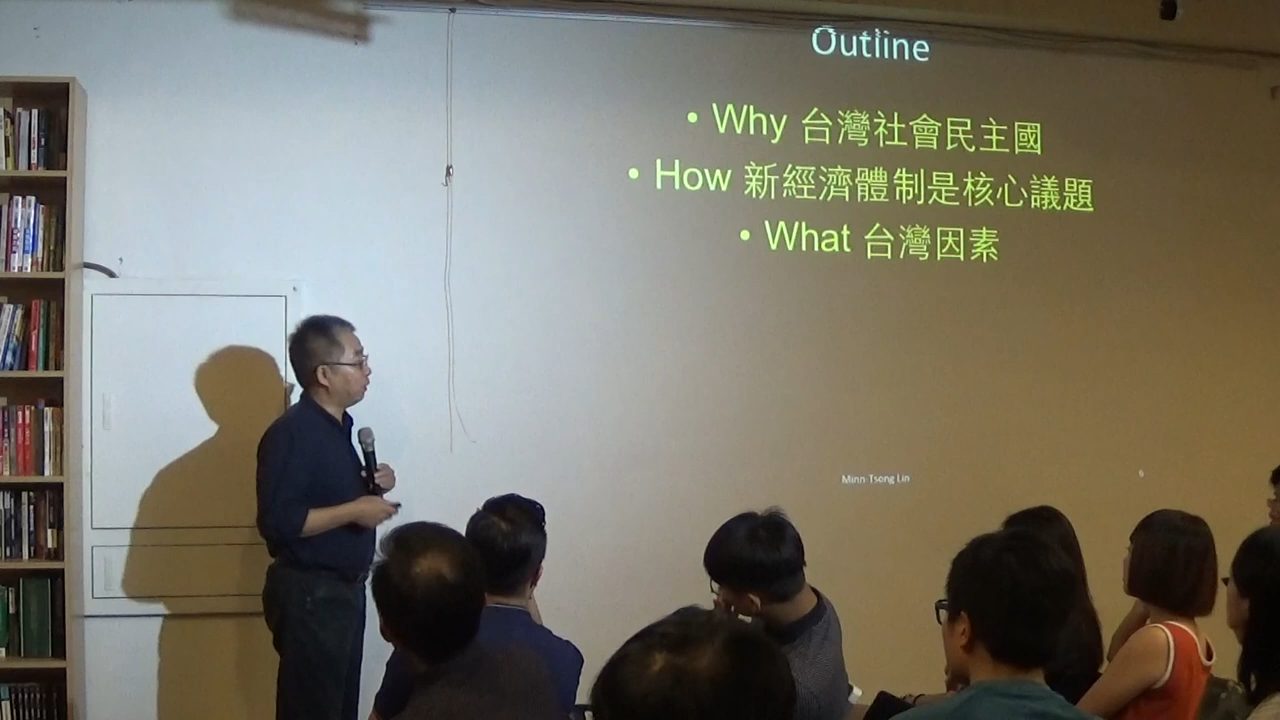 Outline
• Why 台灣社會民主國
• How 新經濟體制是核心議題
• What 台灣因素
Minn Tsong Lin